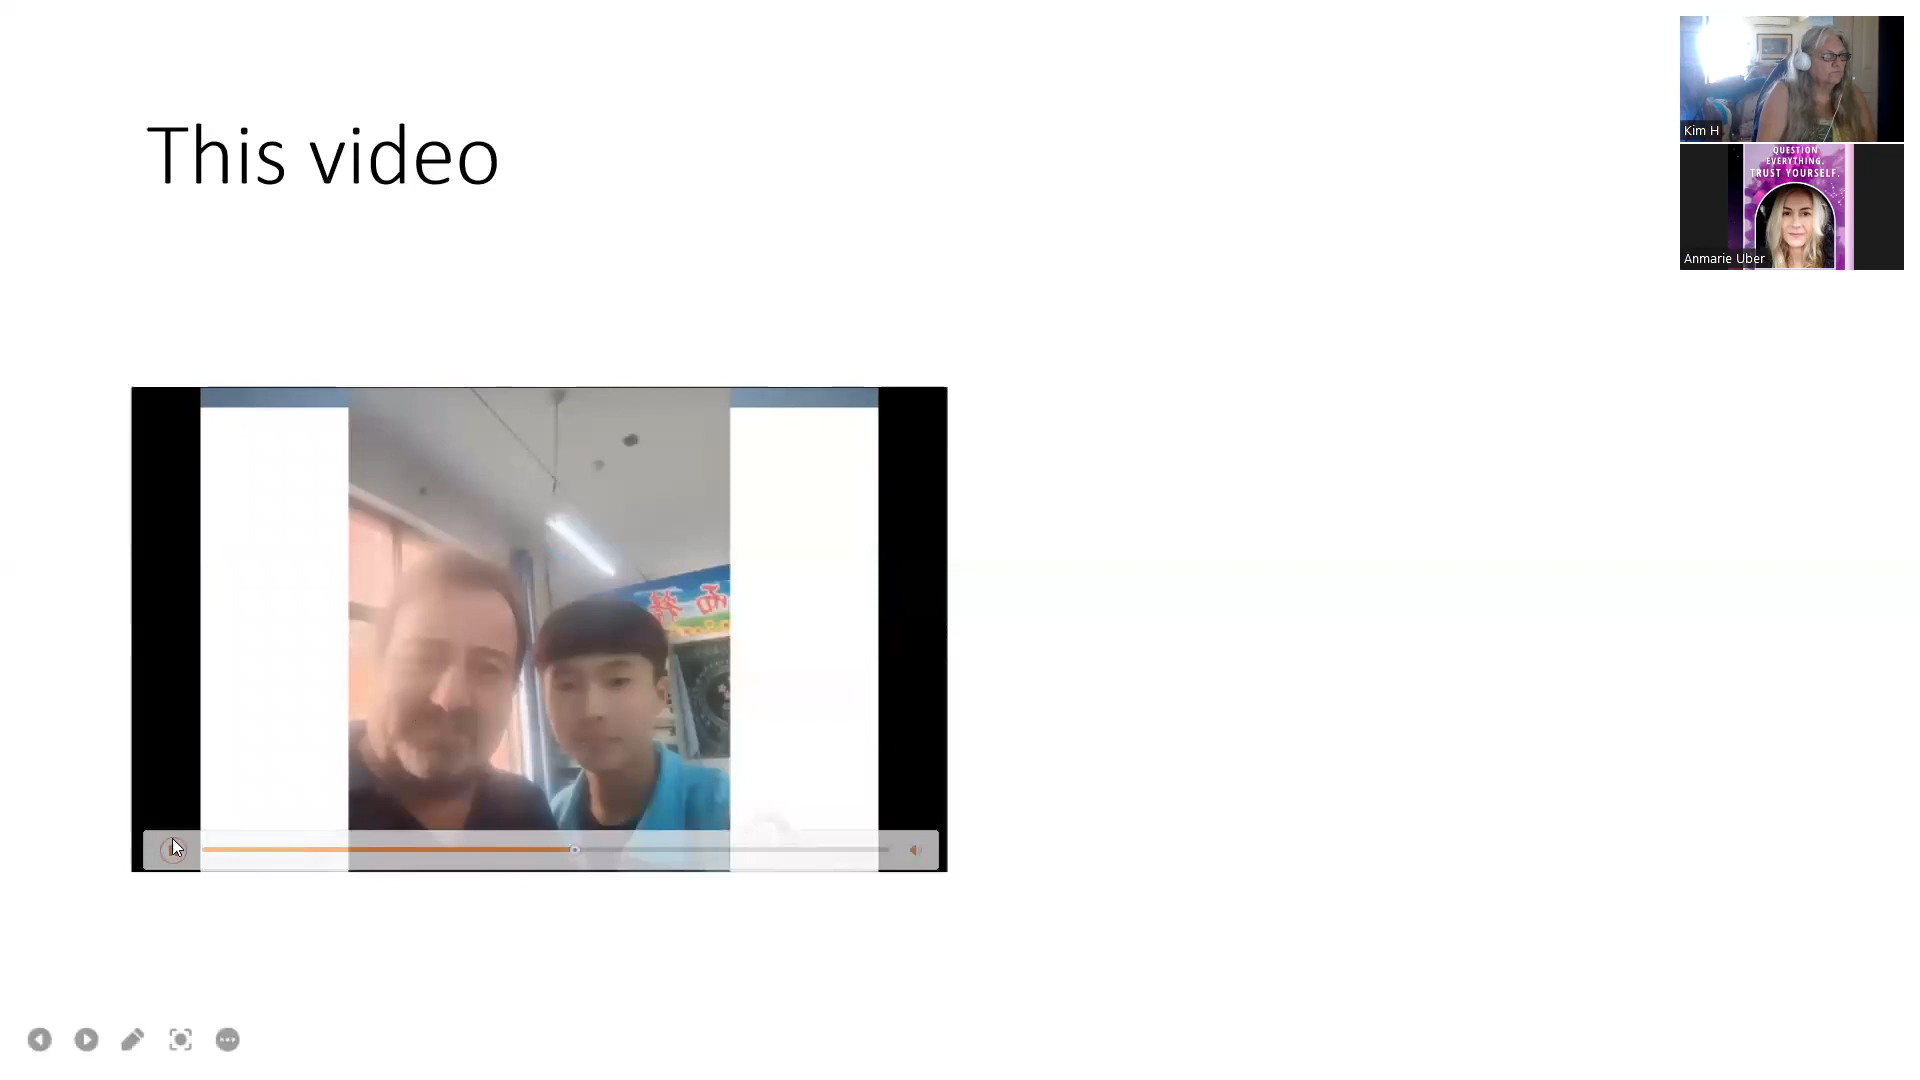 This video
Kim H
QUESTION
EVERYTHING.
TRUST YOURSELF.
Anmarie Uber